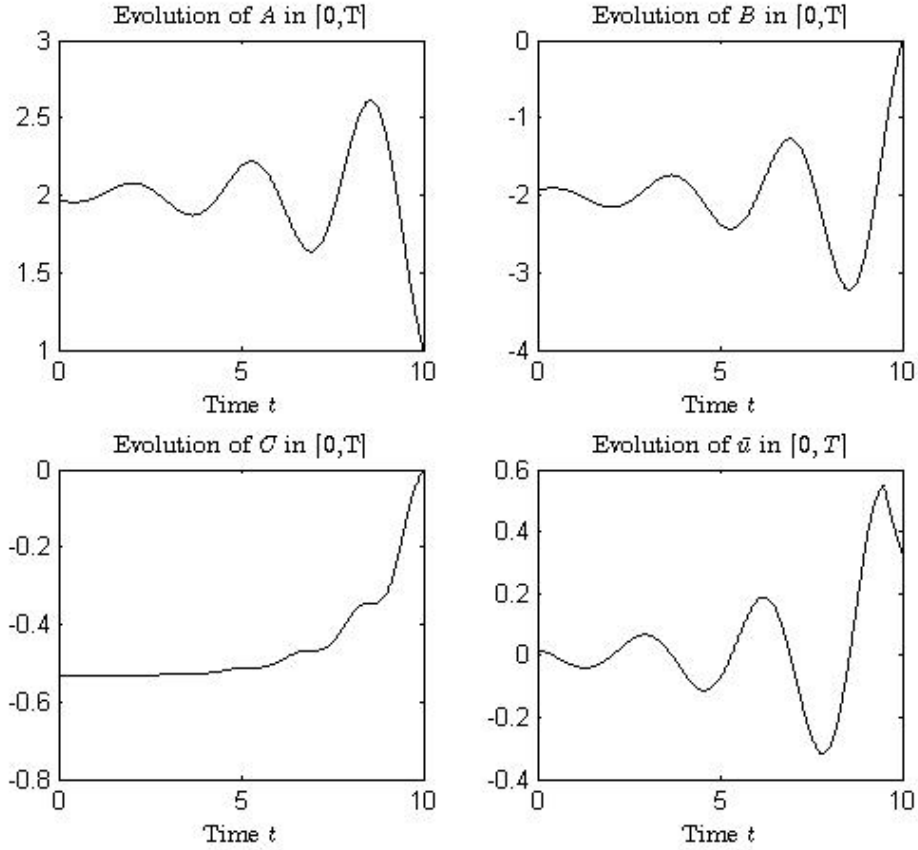 Evolution of A in [0,T]
3
2.5
2
1.5
1
0 5 10
Time t
Evolution of B in [0,T]
0
-1
-2
-3
-4
0 5 10
Time t
Evolution of C in [0,T]
0
-0.2
-0.4
-0.6
-0.8
0 5 10
Time t
Evolution of ū in [0, T]
0.6
0.4
0.2
0
-0.2
-0.4
0 5 10
Time t